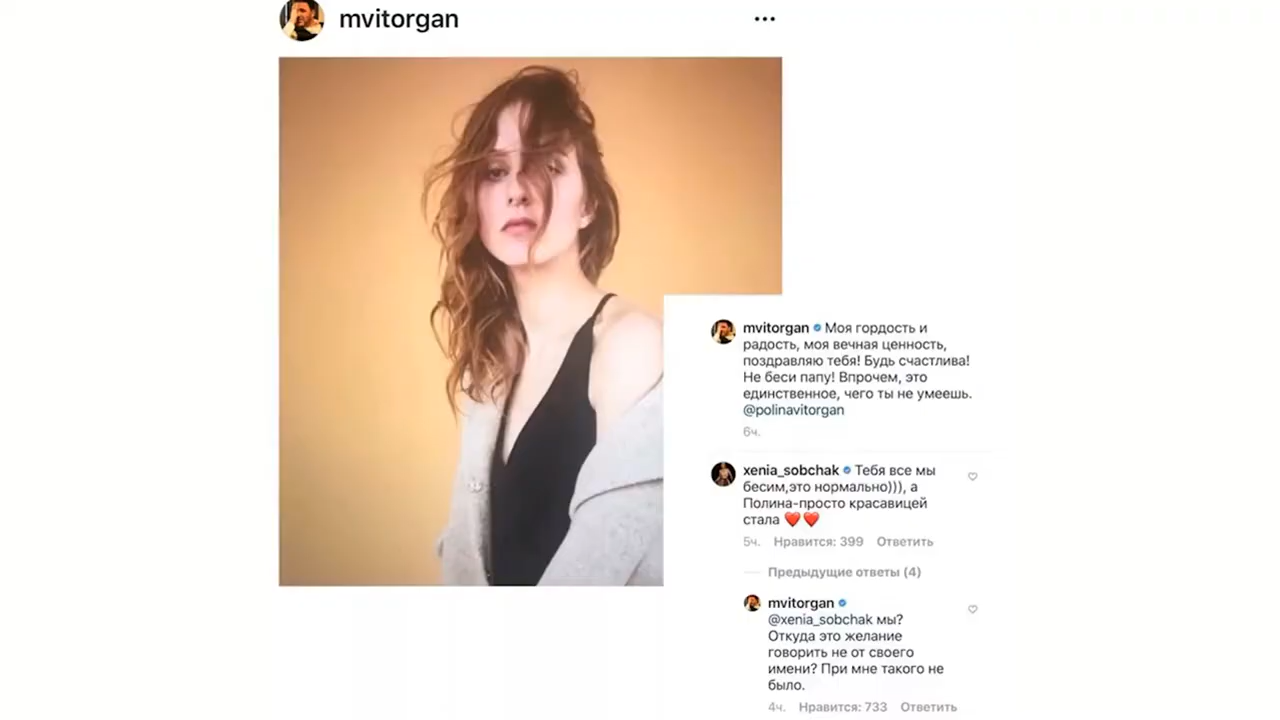 mvitorgan
mvitorgan Моя гордость и
радость, моя вечная ценность,
поздравляю тебя! Будь счастлива!
Не беси папу! Впрочем, это
единственное, чего ты не умеешь.
@polinavitorgan
6ч.
xenia_sobchak Тебя все мы
бесим,это нормально))), а
Полина-просто красавицей
стала ❤️❤️
5ч. Нравится: 399 Ответить
Предыдущие ответы (4)
mvitorgan
@xenia_sobchak мы?
Откуда это желание
говорить не от своего
имени? При мне такого не
было.
4ч. Нравится: 733 Ответить